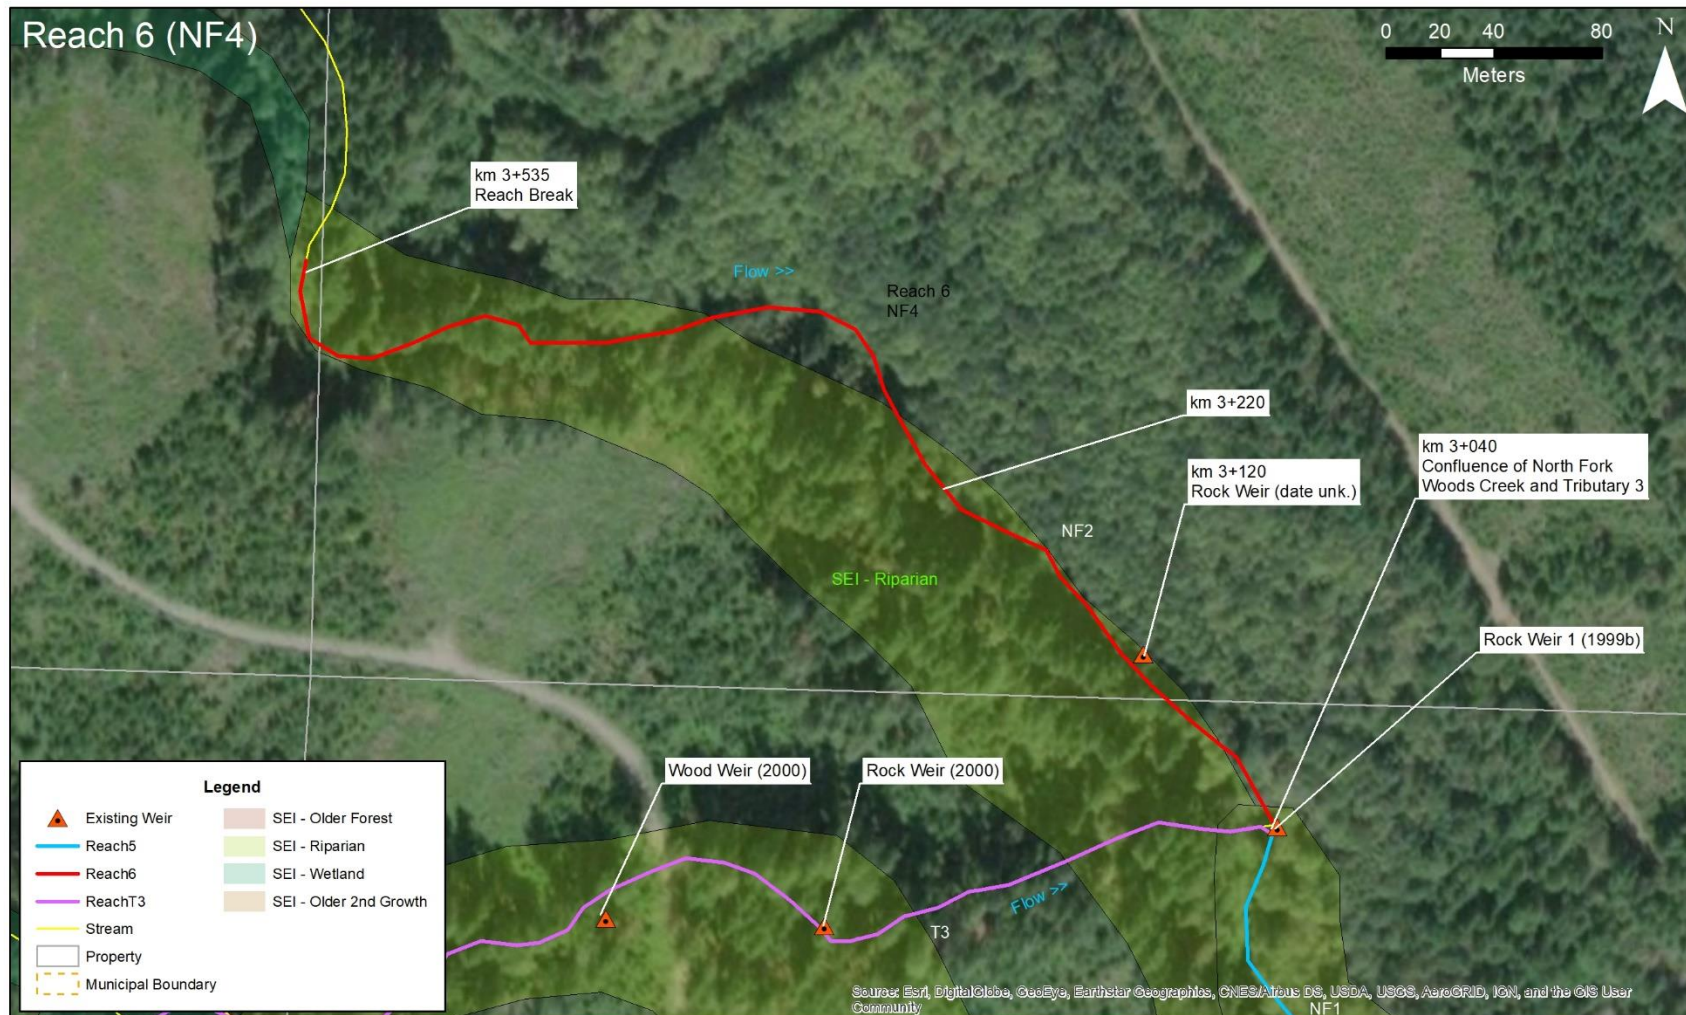 Reach 6 (NF4)
0 20 40 80
Meters
N
km 3+535
Reach Break
Flow >>
Reach 6
NF4
km 3+220
km 3+040
Confluence of North Fork
Woods Creek and Tributary 3
km 3+120
Rock Weir (date unk.)
NF2
SEI - Riparian
Rock Weir 1 (1999b)
Wood Weir (2000)
Rock Weir (2000)
Flow >>
T3
NF1
Legend
Existing Weir
Reach5
Reach6
ReachT3
Stream
Property
Municipal Boundary
SEI - Older Forest
SEI - Riparian
SEI - Wetland
SEI - Older 2nd Growth
Source: Esri, DigitalGlobe, GeoEye, Earthstar Geographics, CNES/Airbus DS, USDA, USGS, AeroGRID, IGN, and the GIS User
Community